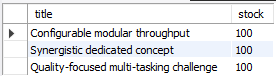 title stock
Configurable modular throughput 100
Synergistic dedicated concept 100
Quality-focused multi-tasking challenge 100